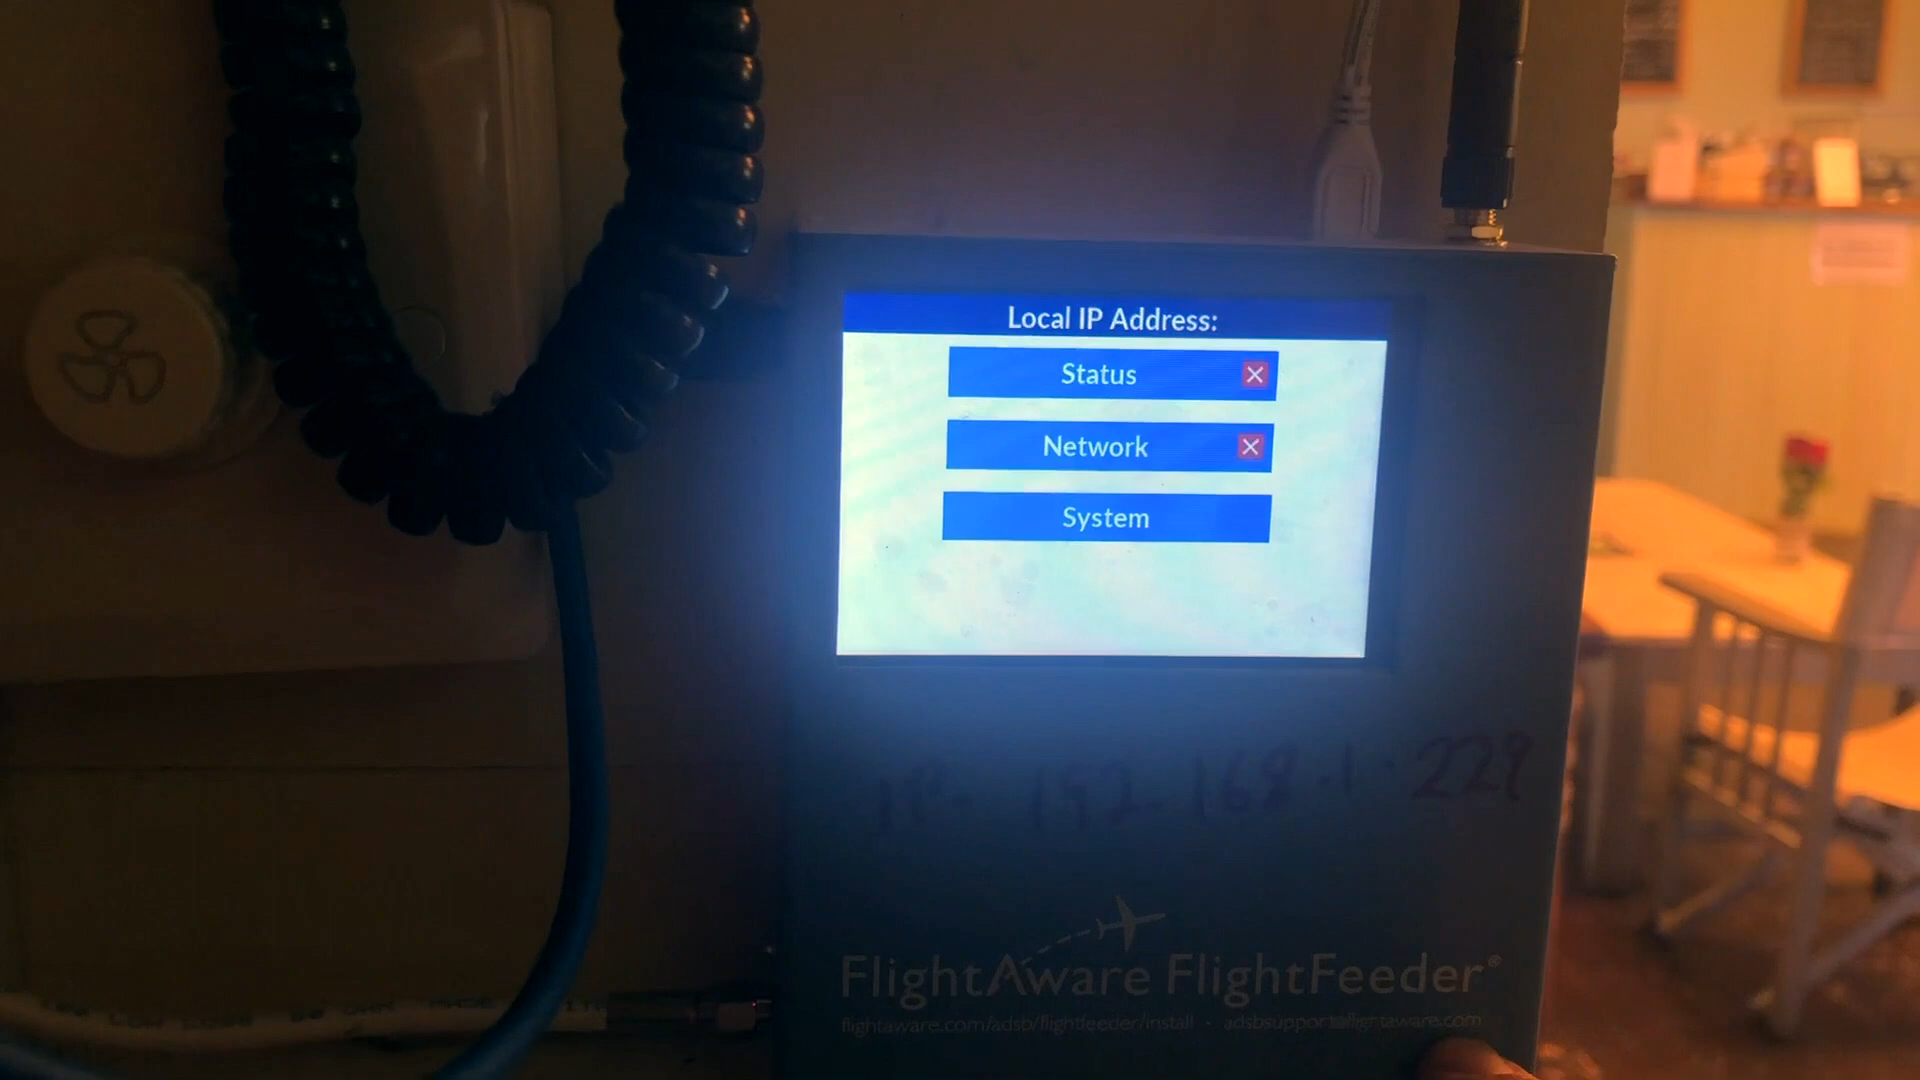 Local IP Address:
Status
Network
System
IP- 192.168.1.229
FlightAware FlightFeeder®
flightaware.com/adsb/flightfeeder/install - adsbsupport@flightaware.com